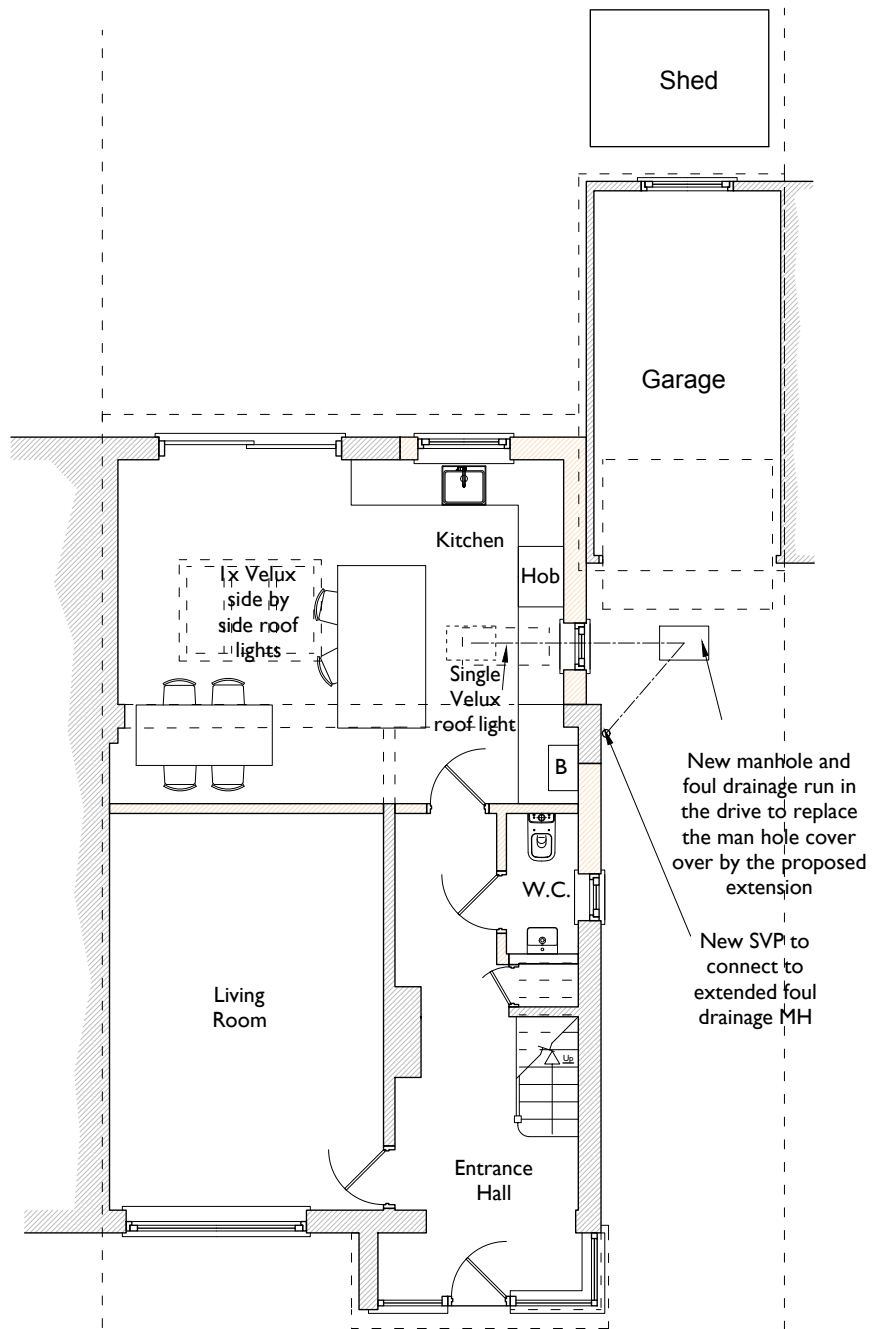 Shed
Garage
Kitchen
Hob
1x Velux
side by
side roof
lights
Single
Velux
roof light
B
New manhole and
foul drainage run in
the drive to replace
the man hole cover
over by the proposed
extension
W.C.
New SVP to
connect to
extended foul
drainage MH
Living
Room
Up
Entrance
Hall